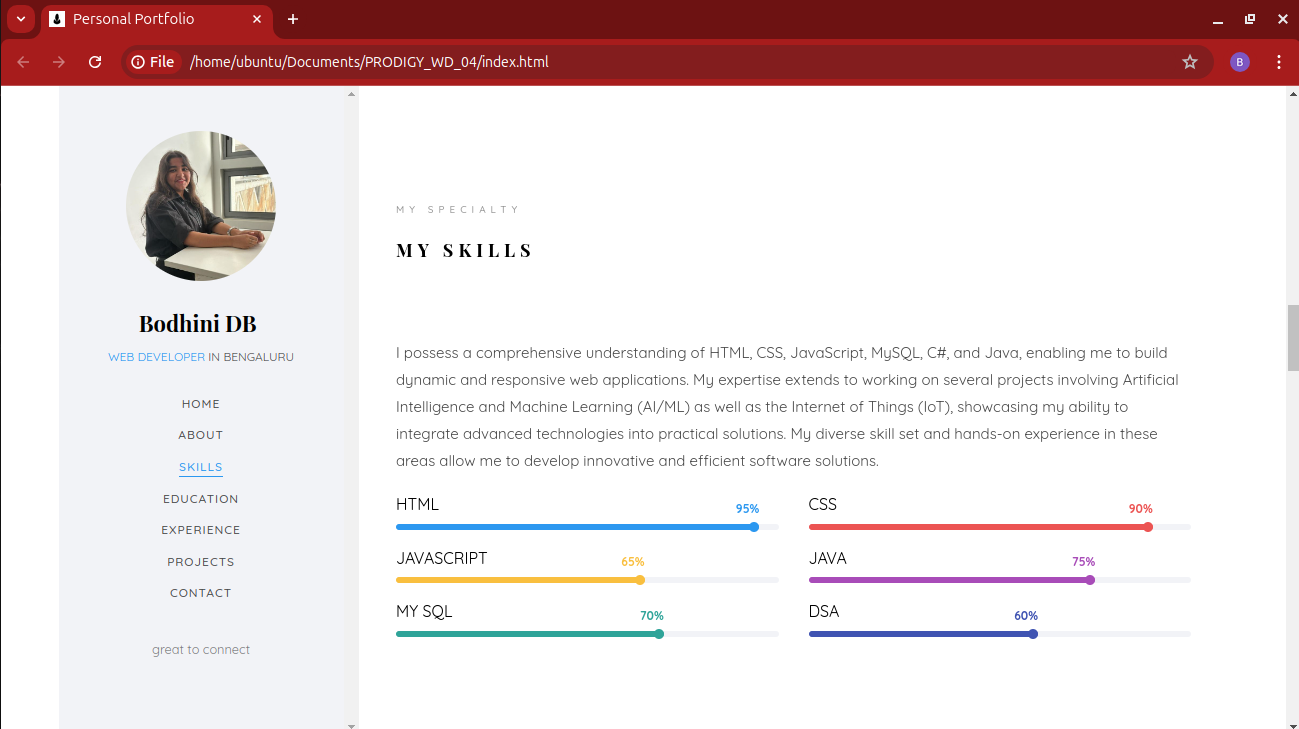 Personal Portfolio
File
/home/ubuntu/Documents/PRODIGY_WD_04/index.html
B
Bodhini DB
WEB DEVELOPER IN BENGALURU
HOME
ABOUT
SKILLS
EDUCATION
EXPERIENCE
PROJECTS
CONTACT
great to connect
MY SPECIALTY
MY SKILLS
I possess a comprehensive understanding of HTML, CSS, JavaScript, MySQL, C#, and Java, enabling me to build
dynamic and responsive web applications. My expertise extends to working on several projects involving Artificial
Intelligence and Machine Learning (AI/ML) as well as the Internet of Things (IoT), showcasing my ability to
integrate advanced technologies into practical solutions. My diverse skill set and hands-on experience in these
areas allow me to develop innovative and efficient software solutions.
HTML 95%
CSS 90%
JAVASCRIPT 65%
JAVA 75%
MY SQL 70%
DSA 60%